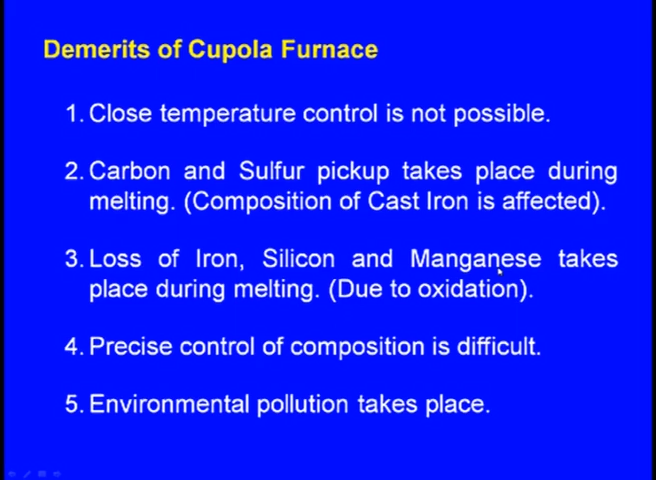 Demerits of Cupola Furnace
1. Close temperature control is not possible.
2. Carbon and Sulfur pickup takes place during
melting. (Composition of Cast Iron is affected).
3. Loss of Iron, Silicon and Manganese takes
place during melting. (Due to oxidation).
4. Precise control of composition is difficult.
5. Environmental pollution takes place.